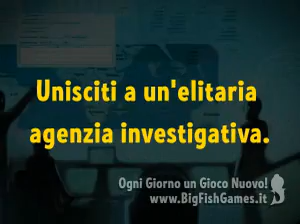 Unisciti a un'elitaria
agenzia investigativa.
Ogni Giorno un Gioco Nuovo!
www.BigFishGames.it